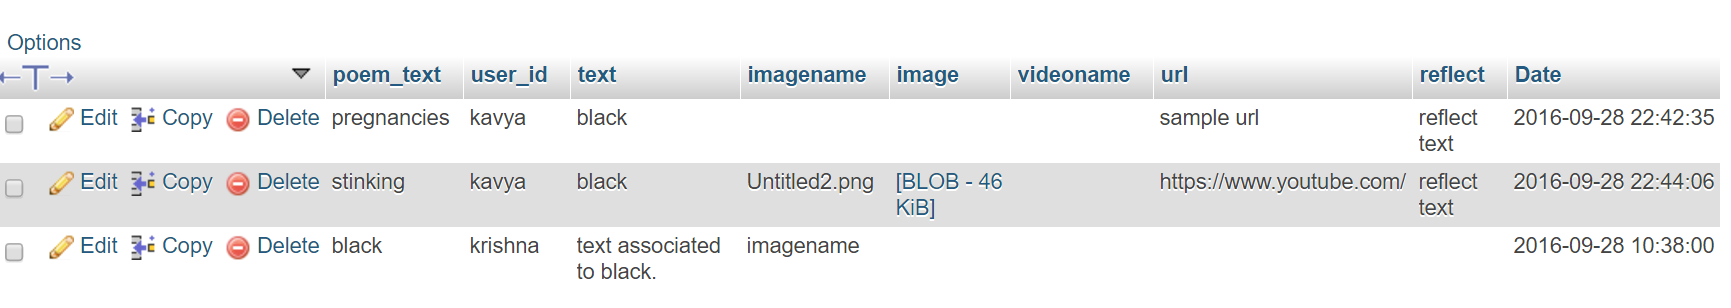 Options
poem_text user_id text imagename image videoname url reflect Date
Edit Copy Delete pregnancies kavya black sample url reflect text 2016-09-28 22:42:35
Edit Copy Delete stinking kavya black Untitled2.png [BLOB - 46 KiB] https://www.youtube.com/ reflect text 2016-09-28 22:44:06
Edit Copy Delete black krishna text associated to black. imagename 2016-09-28 10:38:00